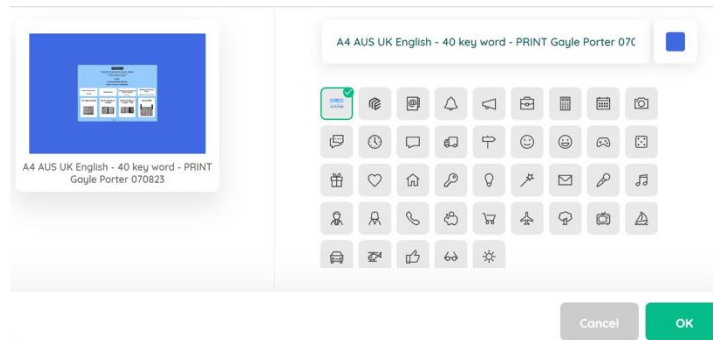 A4 AUS UK English - 40 key word - PRINT
Gayle Porter 070823
A4 AUS UK English - 40 key word - PRINT Gayle Porter 070
Cancel
OK